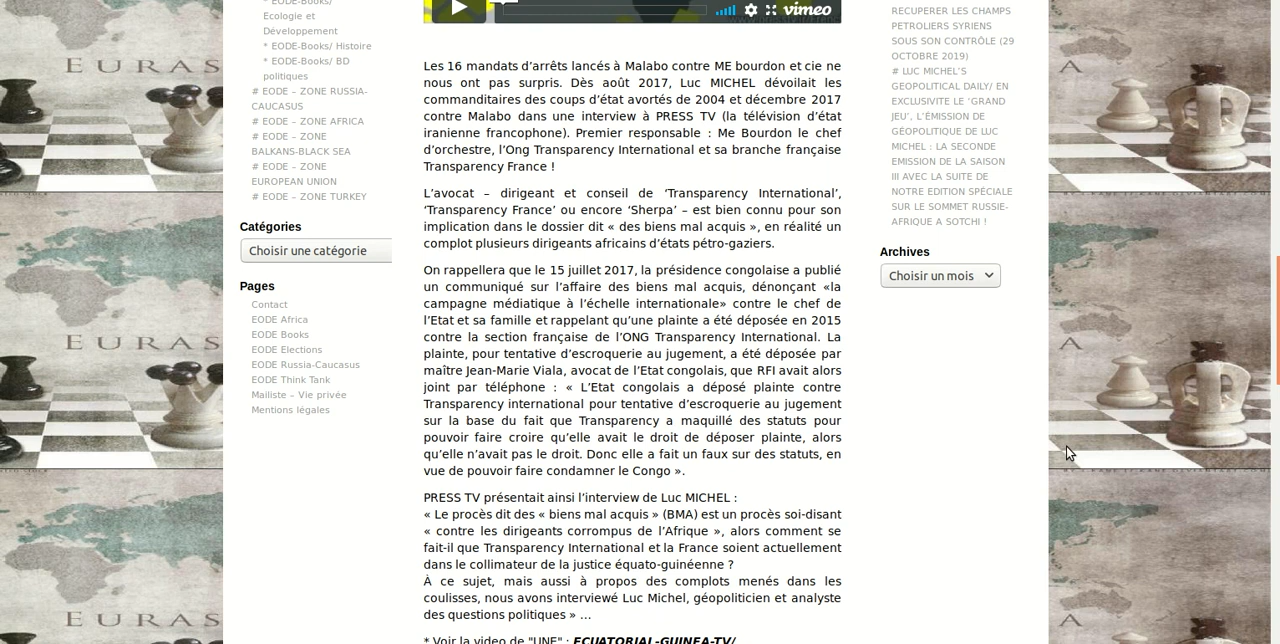 * EODE-Books/
Ecologie et
Développement
* EODE-Books/ Histoire
* EODE-Books/ BD
politiques
# EODE – ZONE RUSSIA-
CAUCASUS
# EODE – ZONE AFRICA
# EODE – ZONE
BALKANS-BLACK SEA
# EODE – ZONE
EUROPEAN UNION
# EODE – ZONE TURKEY
Catégories
Choisir une catégorie
Pages
Contact
EODE Africa
EODE Books
EODE Elections
EODE Russia-Caucasus
EODE Think Tank
Mailiste – Vie privée
Mentions légales
vimeo
Les 16 mandats d’arrêts lancés à Malabo contre ME bourdon et cie ne
nous ont pas surpris. Dès août 2017, Luc MICHEL dévoilait les
commanditaires des coups d’état avortés de 2004 et décembre 2017
contre Malabo dans une interview à PRESS TV (la télévision d’état
iranienne francophone). Premier responsable : Me Bourdon le chef
d’orchestre, l’Ong Transparency International et sa branche française
Transparency France !
L’avocat – dirigeant et conseil de ‘Transparency International’,
‘Transparency France’ ou encore ‘Sherpa’ – est bien connu pour son
implication dans le dossier dit « des biens mal acquis », en réalité un
complot plusieurs dirigeants africains d’états pétro-gaziers.
On rappellera que le 15 juillet 2017, la présidence congolaise a publié
un communiqué sur l’affaire des biens mal acquis, dénonçant «la
campagne médiatique à l’échelle internationale» contre le chef de
l’Etat et sa famille et rappelant qu’une plainte a été déposée en 2015
contre la section française de l’ONG Transparency International. La
plainte, pour tentative d’escroquerie au jugement, a été déposée par
maître Jean-Marie Viala, avocat de l’Etat congolais, que RFI avait alors
joint par téléphone : « L’Etat congolais a déposé plainte contre
Transparency international pour tentative d’escroquerie au jugement
sur la base du fait que Transparency a maquillé des statuts pour
pouvoir faire croire qu’elle avait le droit de déposer plainte, alors
qu’elle n’avait pas le droit. Donc elle a fait un faux sur des statuts, en
vue de pouvoir faire condamner le Congo ».
PRESS TV présentait ainsi l’interview de Luc MICHEL :
« Le procès dit des « biens mal acquis » (BMA) est un procès soi-disant
« contre les dirigeants corrompus de l’Afrique », alors comment se
fait-il que Transparency International et la France soient actuellement
dans le collimateur de la justice équato-guinéenne ?
À ce sujet, mais aussi à propos des complots menés dans les
coulisses, nous avons interviewé Luc Michel, géopoliticien et analyste
des questions politiques » …
* Voir la video de "UNE" : ECUATORIAL-GUINEA-TV/
RECUPERER LES CHAMPS
PETROLIERS SYRIENS
SOUS SON CONTRÔLE (29
OCTOBRE 2019)
# LUC MICHEL’S
GEOPOLITICAL DAILY/ EN
EXCLUSIVITE LE ‘GRAND
JEU’, L’ÉMISSION DE
GÉOPOLITIQUE DE LUC
MICHEL : LA SECONDE
EMISSION DE LA SAISON
III AVEC LA SUITE DE
NOTRE EDITION SPÉCIALE
SUR LE SOMMET RUSSIE-
AFRIQUE A SOTCHI !
Archives
Choisir un mois
EURAS
A
EURAS
A
EURAS
A